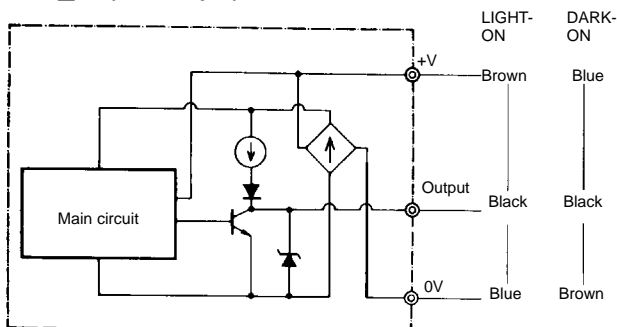 LIGHT-
ON
DARK-
ON
+V
Brown
Blue
Main circuit
Output
Black
Black
0V
Blue
Brown